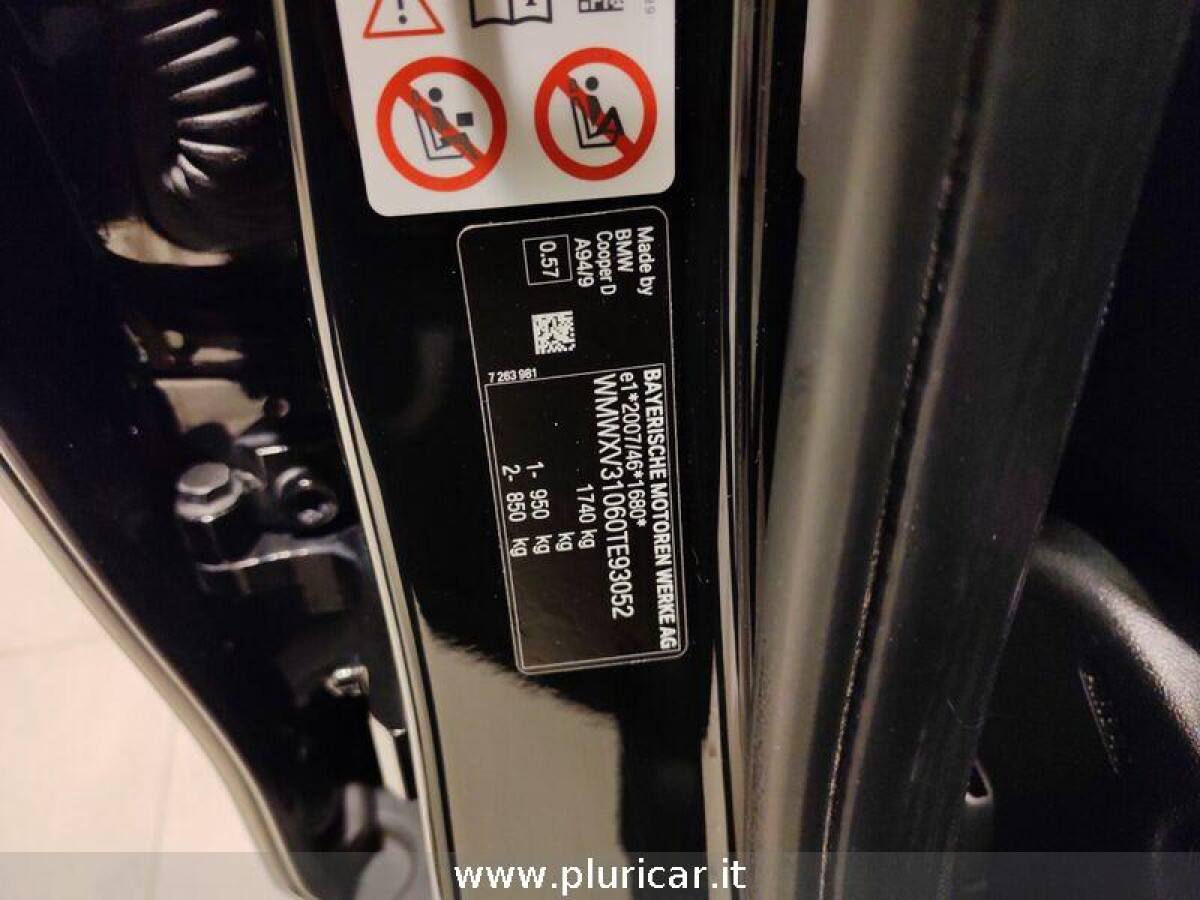 Made by
BMW
Cooper D
A94/9
0.57
7 263 981
BAYERISCHE MOTOREN WERKE AG
e1*2007/46*1680*
WMWXV31060TE93052
1740 kg
kg
1- 950 kg
2- 850 kg
www.pluricar.it